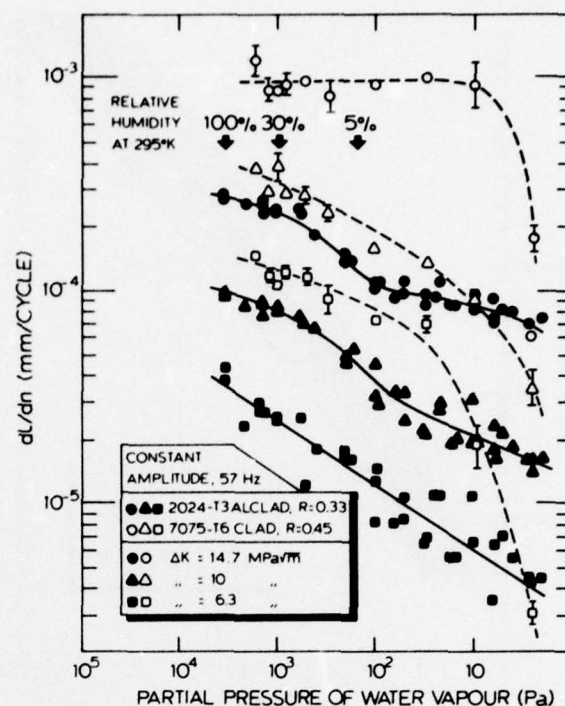 10⁻³
RELATIVE
HUMIDITY
AT 295°K
100%
30%
5%
10⁻⁴
10⁻⁵
dL/dn (mm/CYCLE)
CONSTANT
AMPLITUDE, 57 Hz
●▲■ 2024-T3 ALCLAD, R=0.33
○△□ 7075-T6 CLAD, R=0.45
●○ ΔK = 14.7 MPa√m
▲△ „ = 10 „
■□ „ = 6.3 „
10⁵
10⁴
10³
10²
10
PARTIAL PRESSURE OF WATER VAPOUR (Pa)